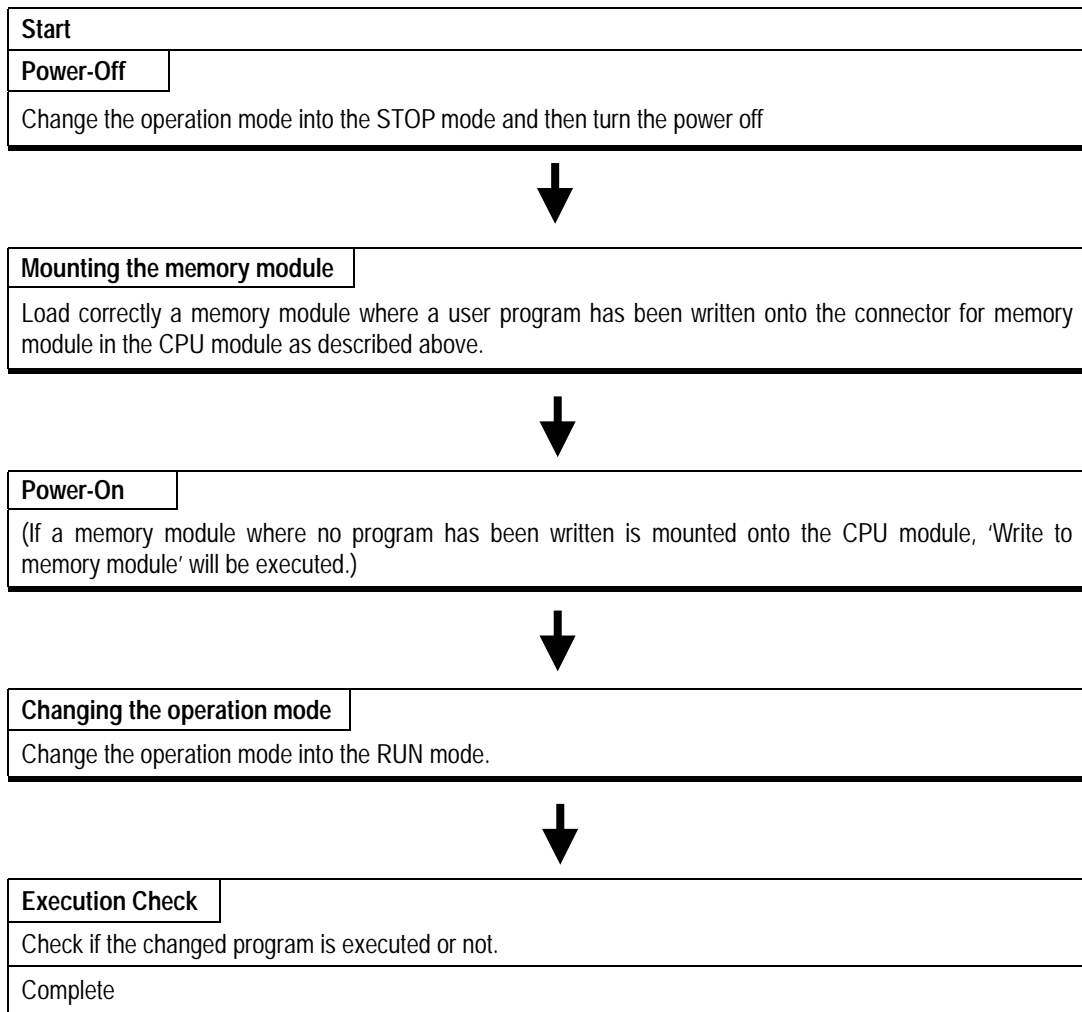 Start
Power-Off
Change the operation mode into the STOP mode and then turn the power off
Mounting the memory module
Load correctly a memory module where a user program has been written onto the connector for memory
module in the CPU module as described above.
Power-On
(If a memory module where no program has been written is mounted onto the CPU module, ‘Write to
memory module’ will be executed.)
Changing the operation mode
Change the operation mode into the RUN mode.
Execution Check
Check if the changed program is executed or not.
Complete